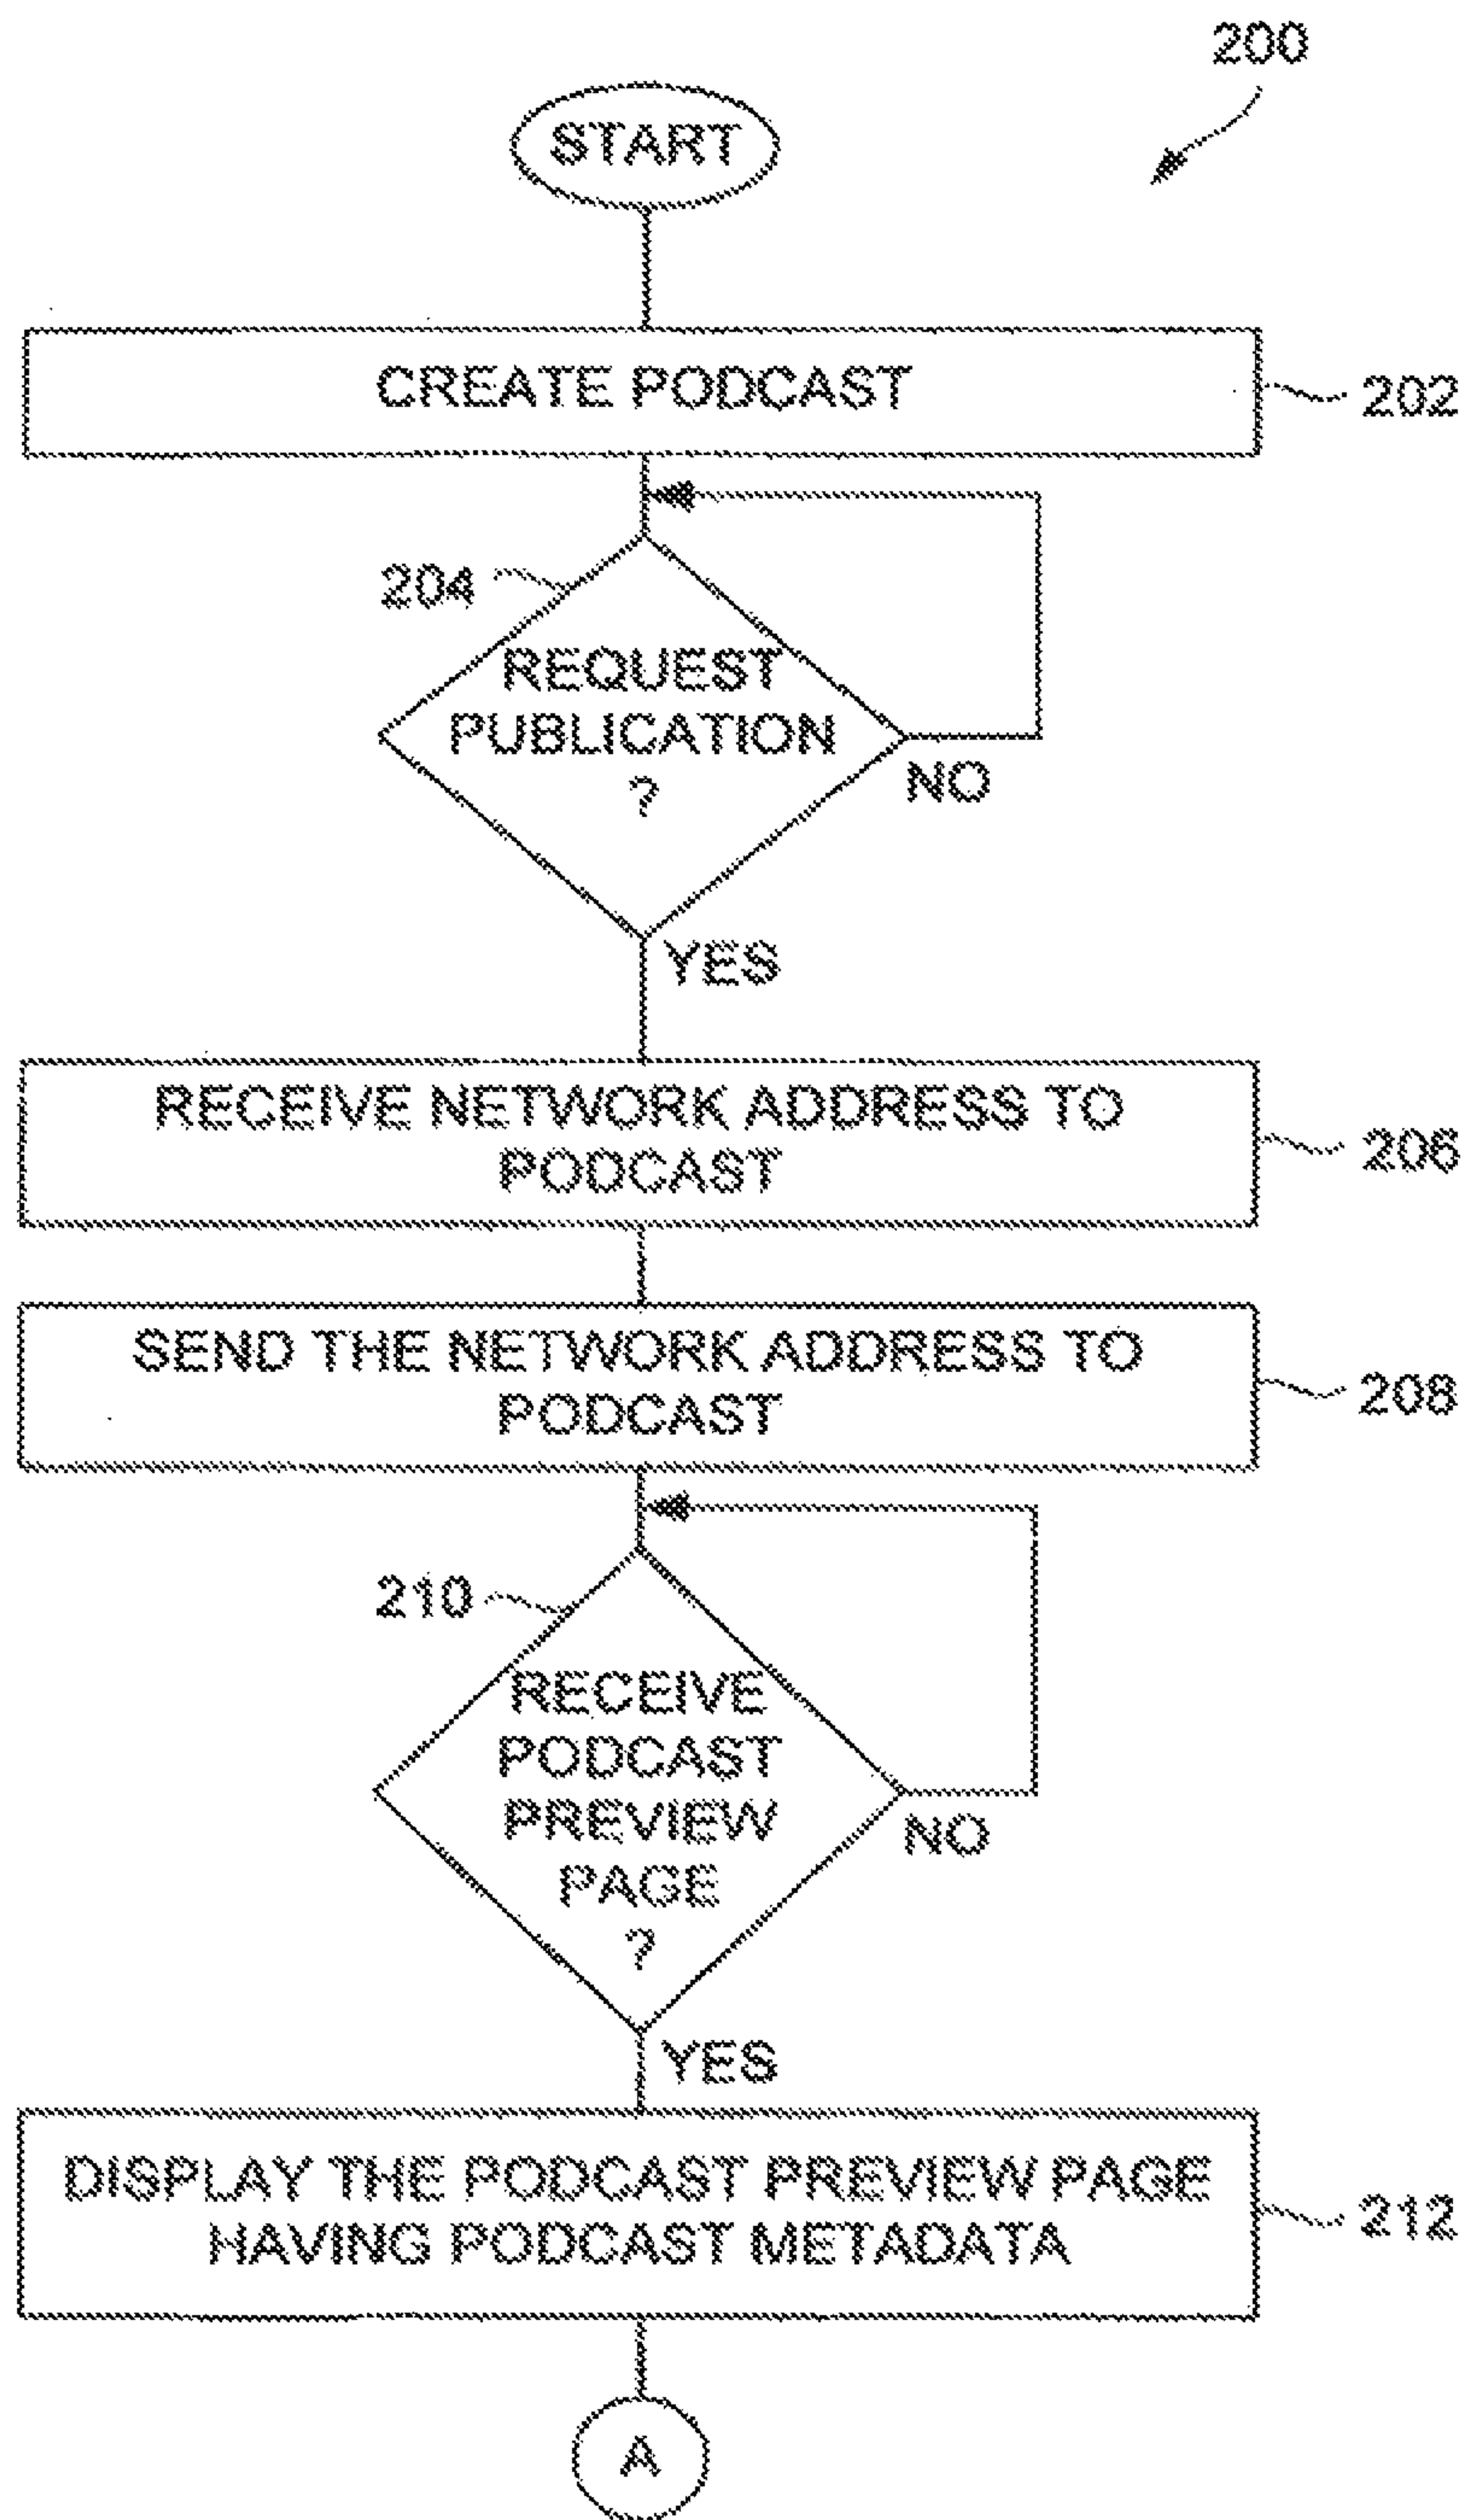 200
START
CREATE PODCAST
202
204
REQUEST
PUBLICATION
?
NO
YES
RECEIVE NETWORK ADDRESS TO
PODCAST
206
SEND THE NETWORK ADDRESS TO
PODCAST
208
210
RECEIVE
PODCAST
PREVIEW
PAGE
?
NO
YES
DISPLAY THE PODCAST PREVIEW PAGE
HAVING PODCAST METADATA
212
A